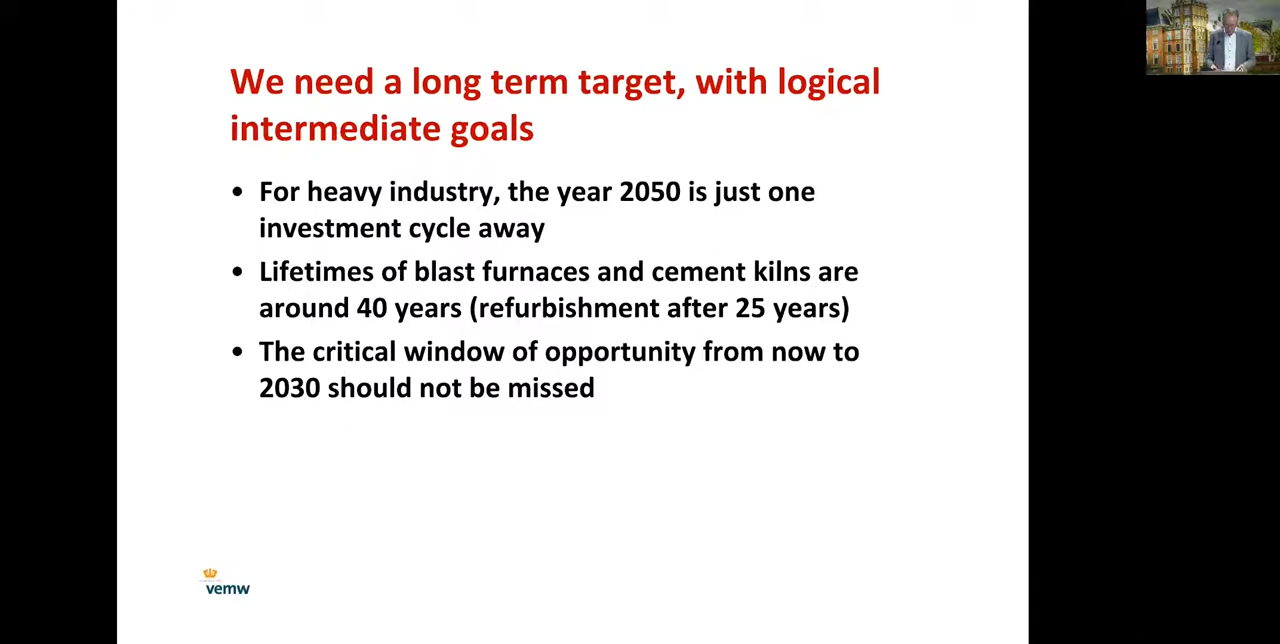 We need a long term target, with logical
intermediate goals
• For heavy industry, the year 2050 is just one
investment cycle away
• Lifetimes of blast furnaces and cement kilns are
around 40 years (refurbishment after 25 years)
• The critical window of opportunity from now to
2030 should not be missed
vemw